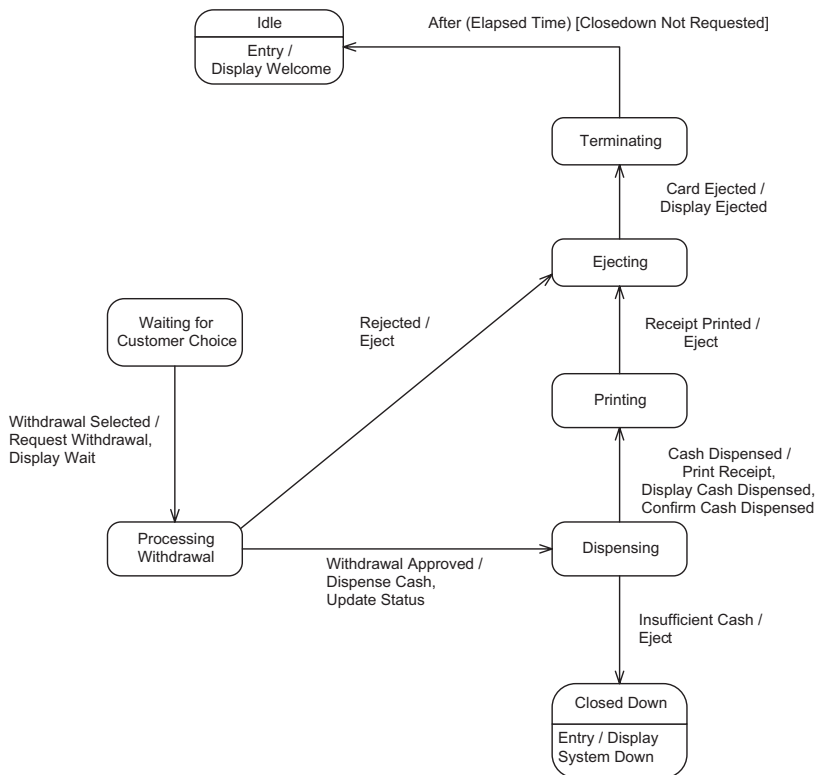 Idle
Entry /
Display Welcome
After (Elapsed Time) [Closedown Not Requested]
Terminating
Card Ejected /
Display Ejected
Ejecting
Waiting for
Customer Choice
Rejected /
Eject
Receipt Printed /
Eject
Printing
Withdrawal Selected /
Request Withdrawal,
Display Wait
Cash Dispensed /
Print Receipt,
Display Cash Dispensed,
Confirm Cash Dispensed
Processing
Withdrawal
Withdrawal Approved /
Dispense Cash,
Update Status
Dispensing
Insufficient Cash /
Eject
Closed Down
Entry / Display
System Down